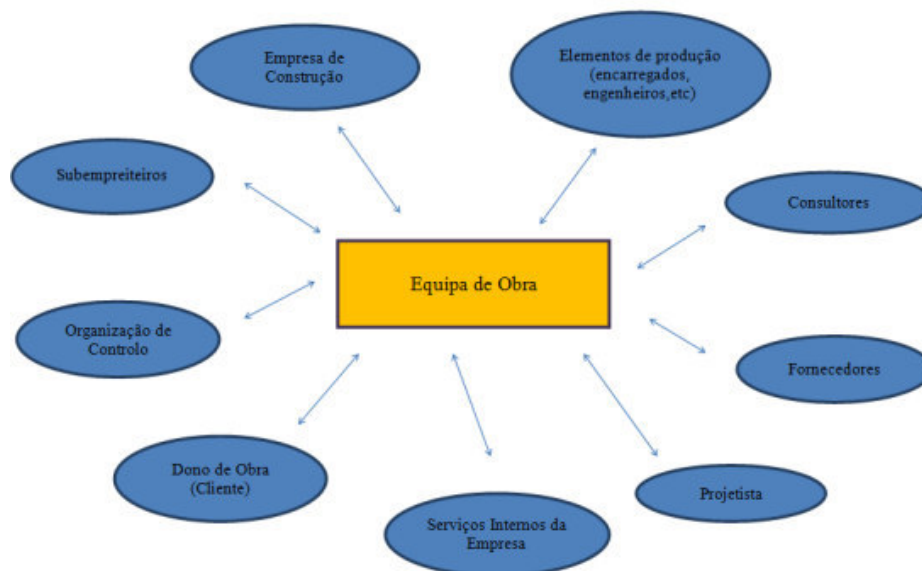 Empresa de
Construção
Elementos de produção
(encarregados,
engenheiros,etc)
Subempreiteiros
Consultores
Equipa de Obra
Organização de
Controlo
Fornecedores
Dono de Obra
(Cliente)
Serviços Internos da
Empresa
Projetista